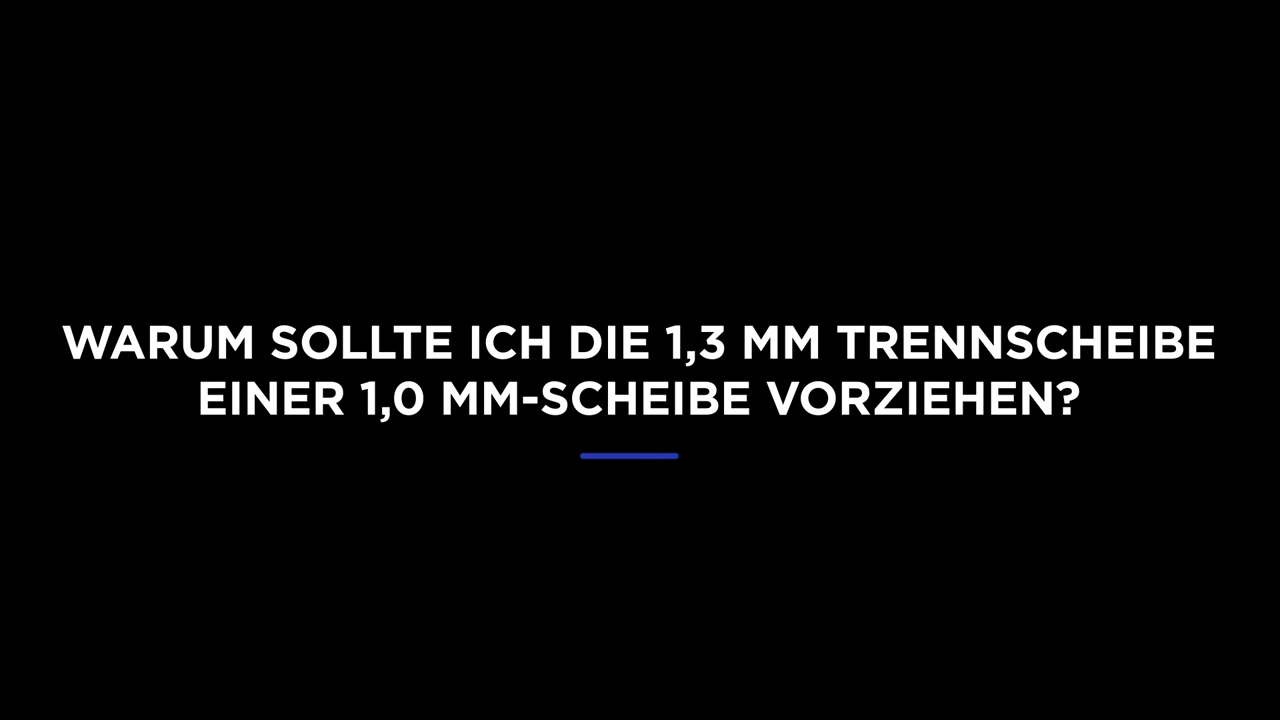 WARUM SOLLTE ICH DIE 1,3 MM TRENNSCHEIBE
EINER 1,0 MM-SCHEIBE VORZIEHEN?